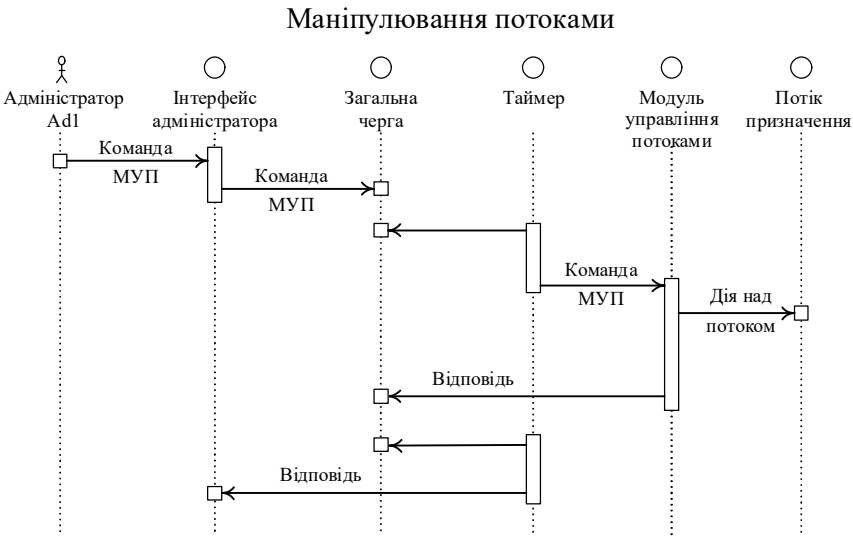 Маніпулювання потоками
Адміністратор
Adl
Інтерфейс
адміністратора
Загальна
черга
Таймер
Модуль
управління
потоками
Потік
призначення
Команда
МУП
Команда
МУП
Команда
МУП
Дія над
потоком
Відповідь
Відповідь